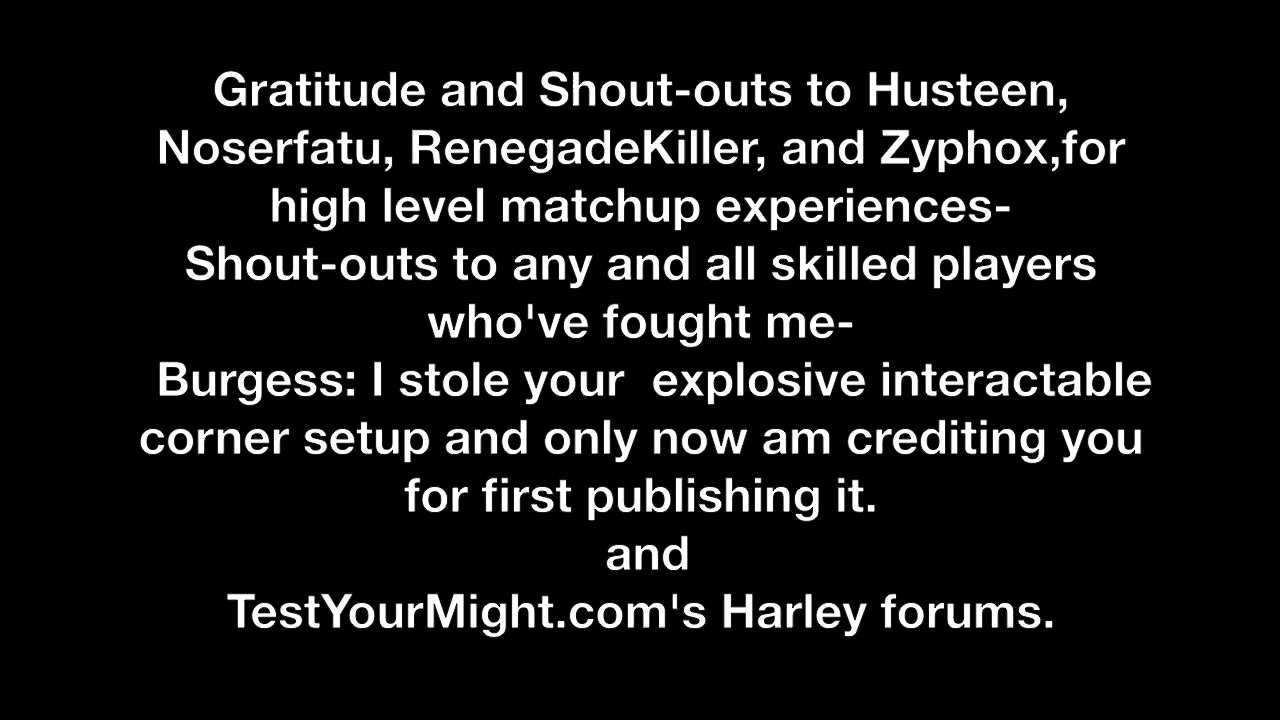 Gratitude and Shout-outs to Husteen,
Noserfatu, RenegadeKiller, and Zyphox,for
high level matchup experiences-
Shout-outs to any and all skilled players
who've fought me-
Burgess: I stole your  explosive interactable
corner setup and only now am crediting you
for first publishing it.
and
TestYourMight.com's Harley forums.